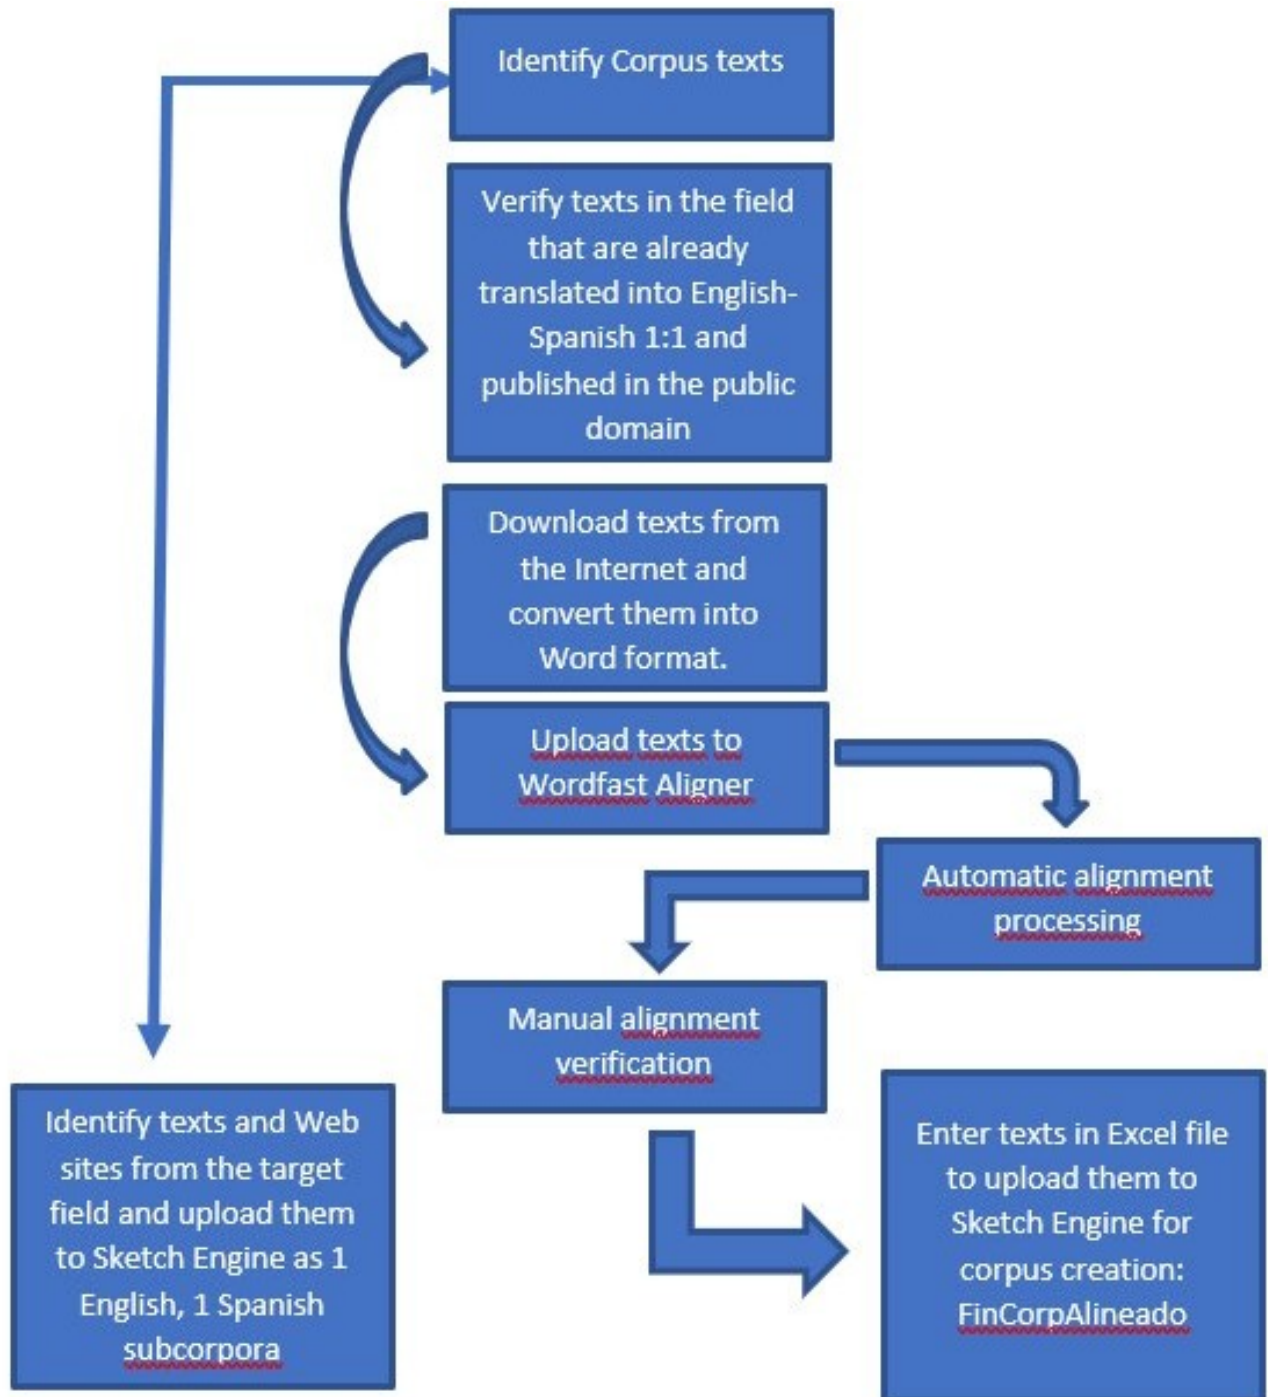 Identify Corpus texts
Verify texts in the field
that are already
translated into English-
Spanish 1:1 and
published in the public
domain
Download texts from
the Internet and
convert them into
Word format.
Upload texts to
Wordfast Aligner
Automatic alignment
processing
Manual alignment
verification
Identify texts and Web
sites from the target
field and upload them
to Sketch Engine as 1
English, 1 Spanish
subcorpora
Enter texts in Excel file
to upload them to
Sketch Engine for
corpus creation:
FinCorpAlineado